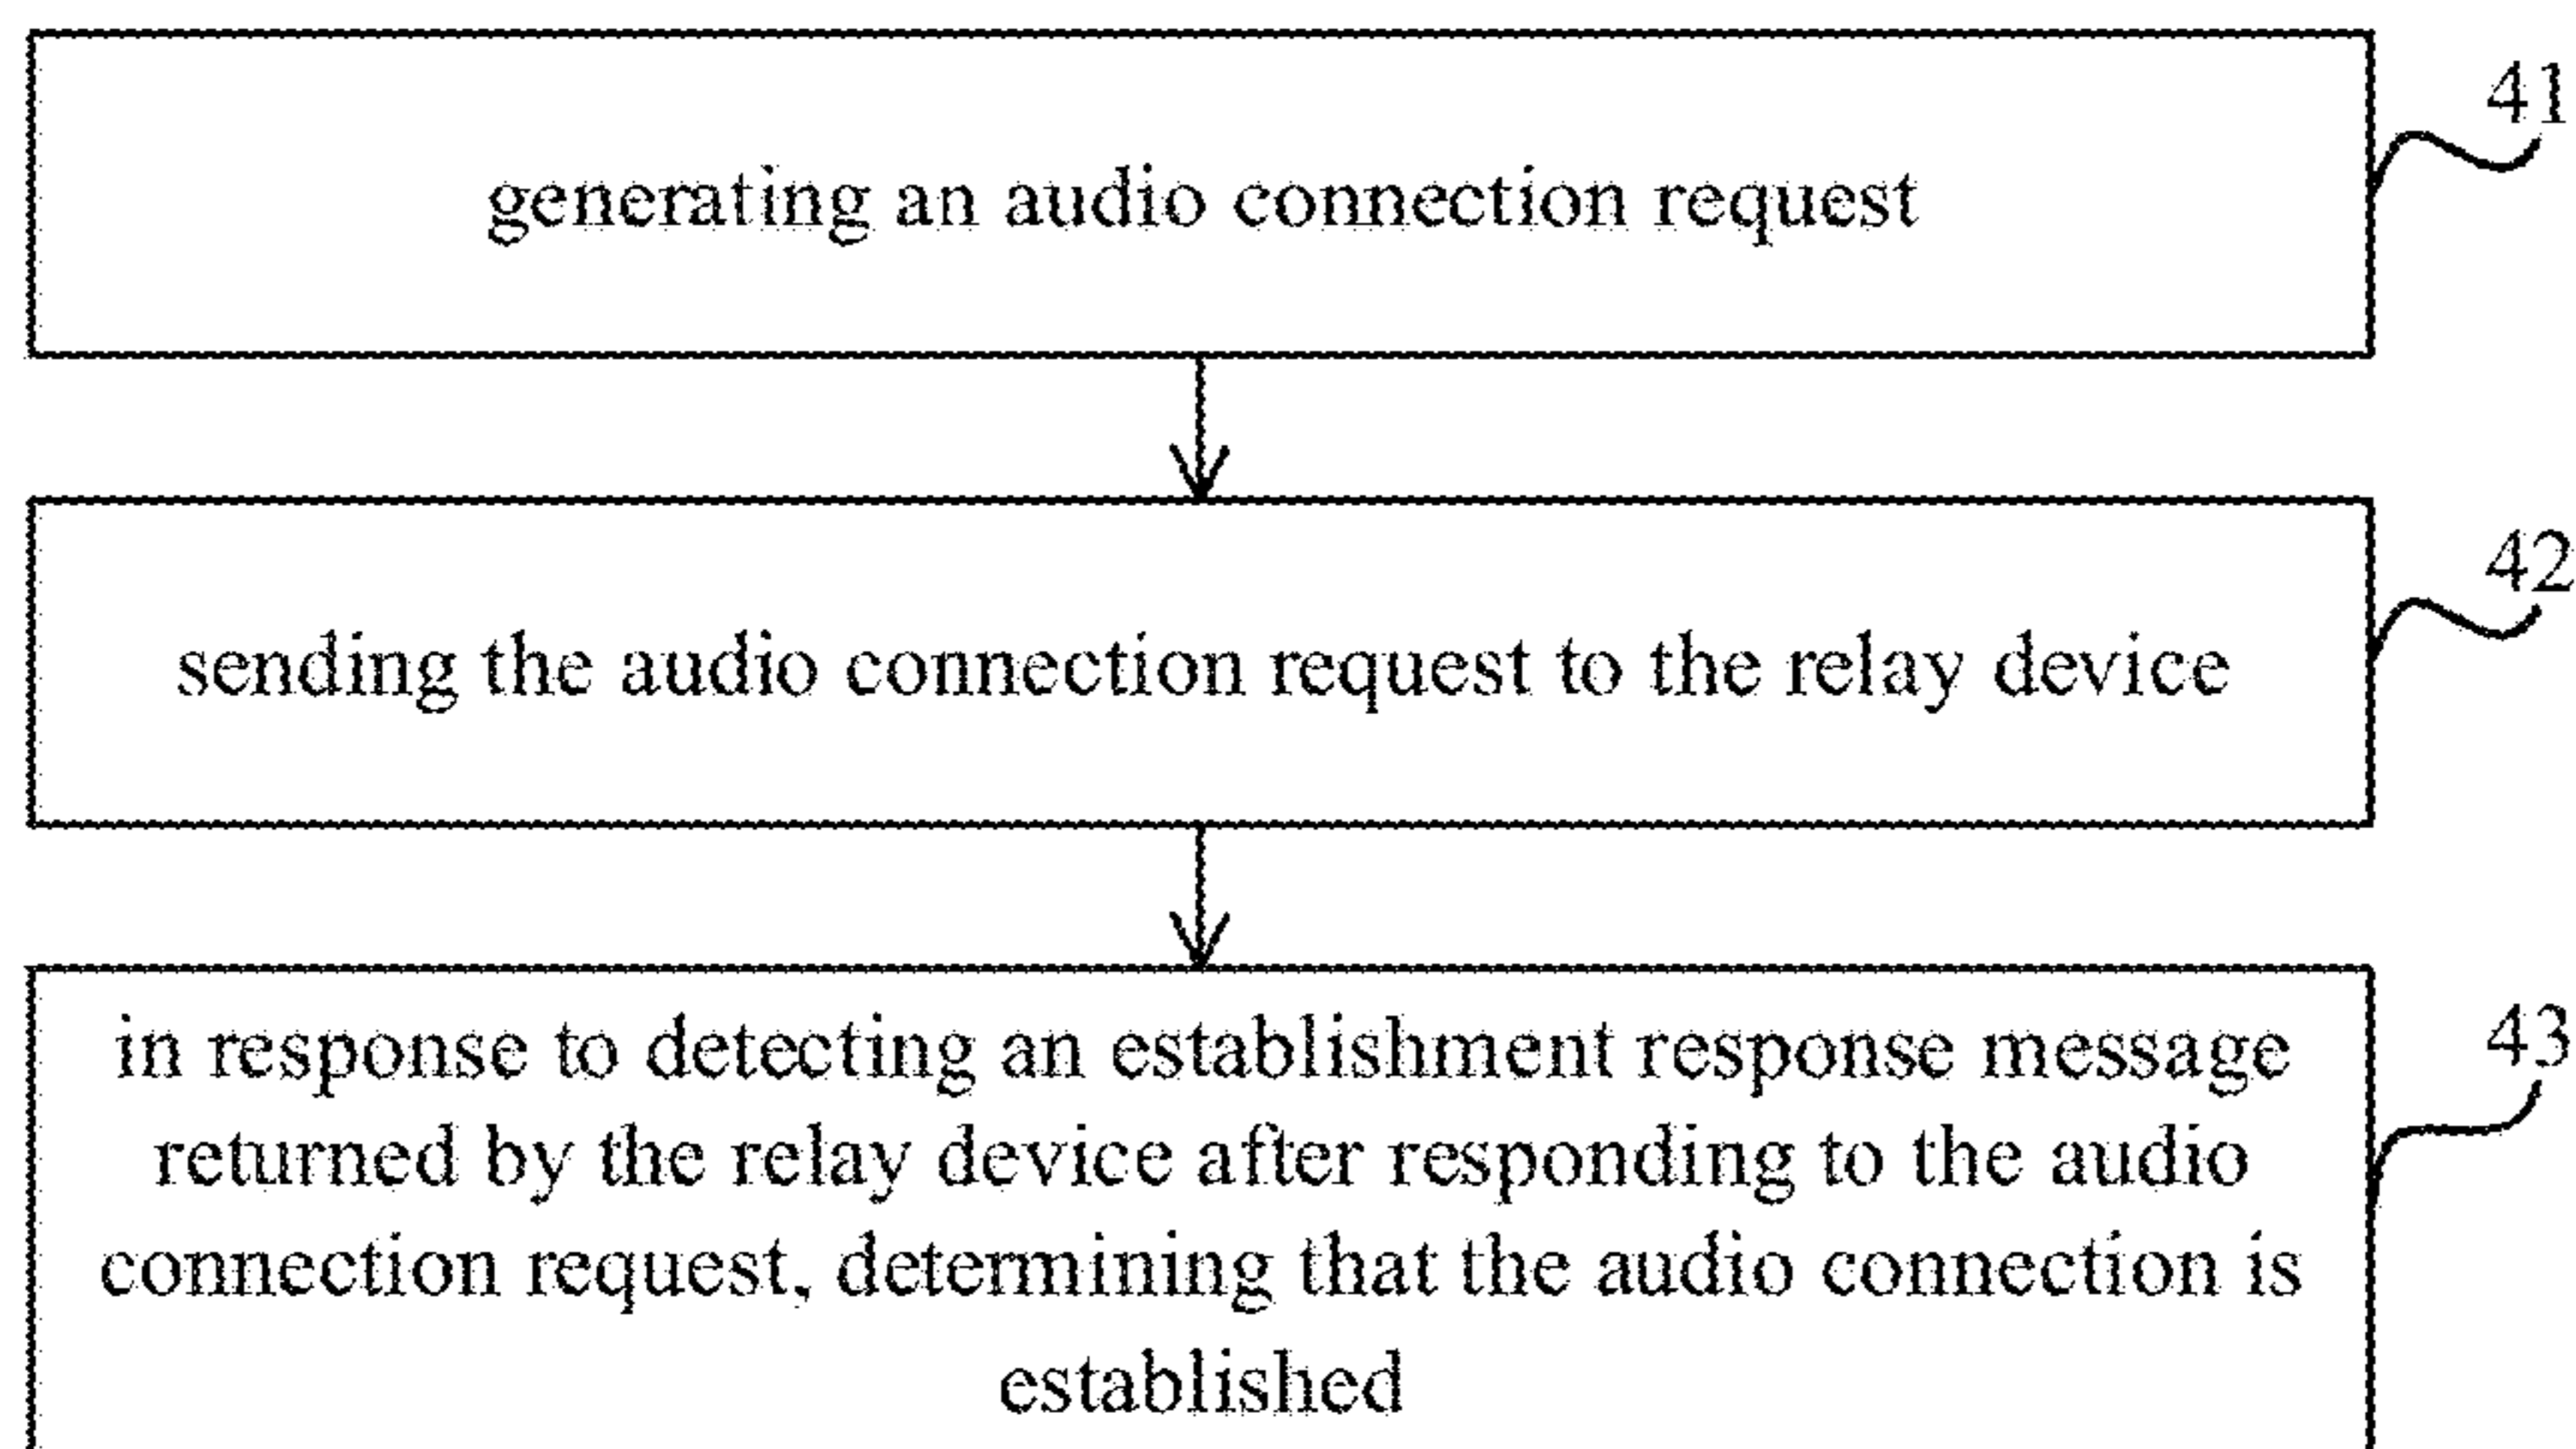 41
generating an audio connection request
42
sending the audio connection request to the relay device
43
in response to detecting an establishment response message
returned by the relay device after responding to the audio
connection request, determining that the audio connection is
established